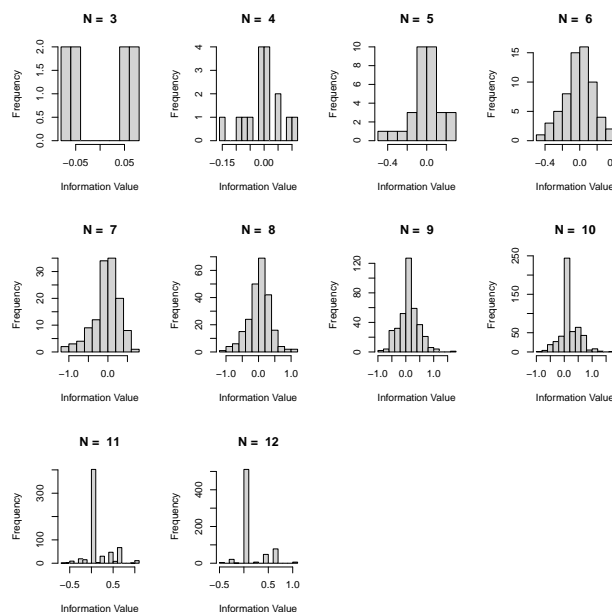 N = 3
N = 4
N = 5
N = 6
Frequency
0.0 0.5 1.0 1.5 2.0
−0.05 0.05
Information Value
Frequency
0 1 2 3 4
−0.15 0.00
Information Value
Frequency
0 2 4 6 8 10
−0.4 0.0
Information Value
Frequency
0 5 10 15
−0.4 0.0
Information Value
N = 7
N = 8
N = 9
N = 10
Frequency
0 10 20 30
−1.0 0.0
Information Value
Frequency
0 20 40 60
−1.0 0.0 1.0
Information Value
Frequency
0 40 80 120
−1.0 0.0 1.0
Information Value
Frequency
0 50 150 250
−1.0 0.0 1.0
Information Value
N = 11
N = 12
Frequency
0 100 300
−0.5 0.5
Information Value
Frequency
0 200 400
−0.5 0.0 0.5 1.0
Information Value